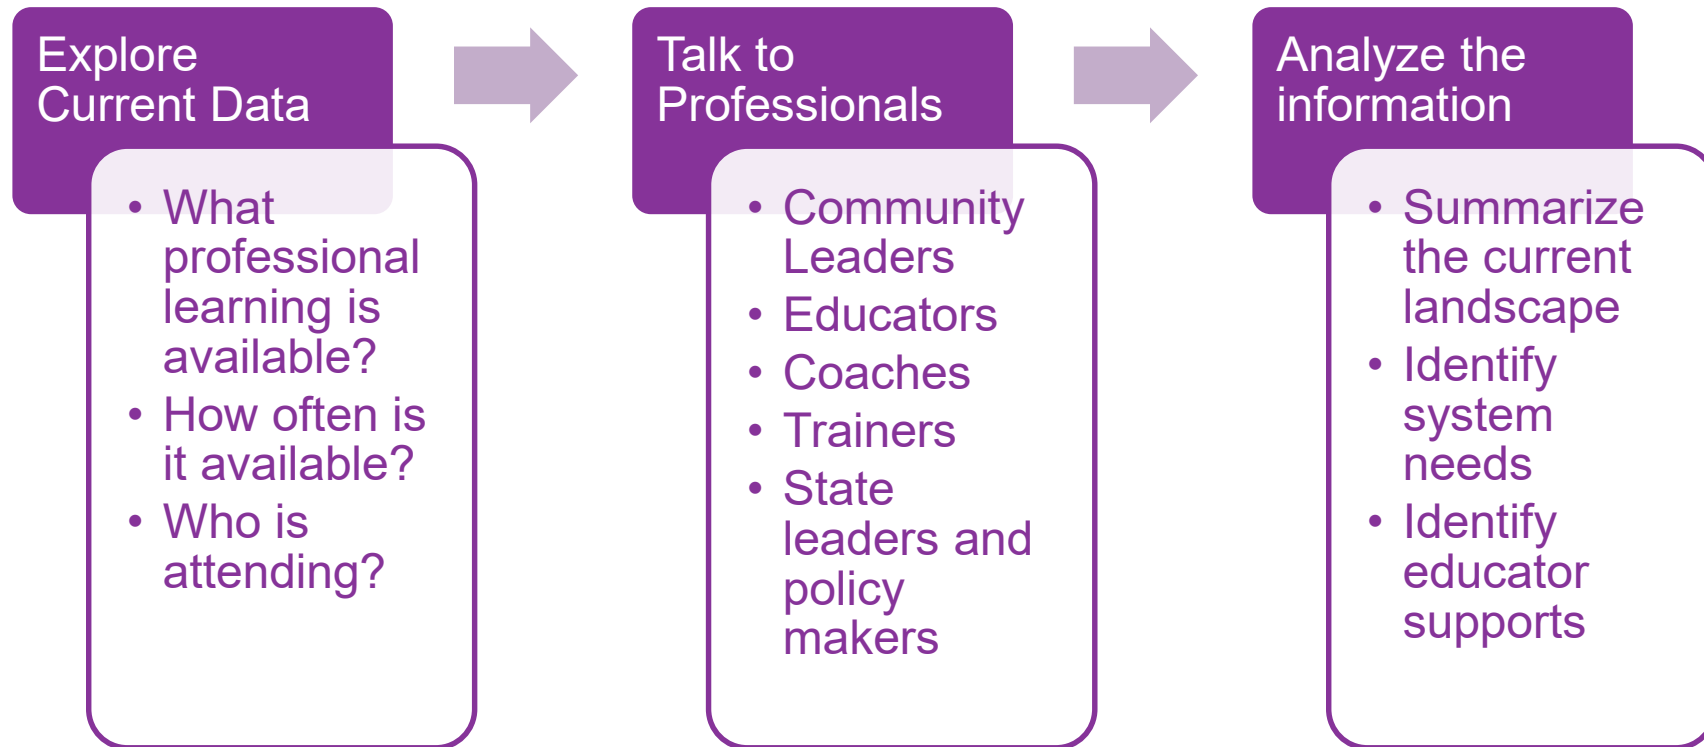 Explore
Current Data
• What
professional
learning is
available?
• How often is
it available?
• Who is
attending?
Talk to
Professionals
• Community
Leaders
• Educators
• Coaches
• Trainers
• State
leaders and
policy
makers
Analyze the
information
• Summarize
the current
landscape
• Identify
system
needs
• Identify
educator
supports